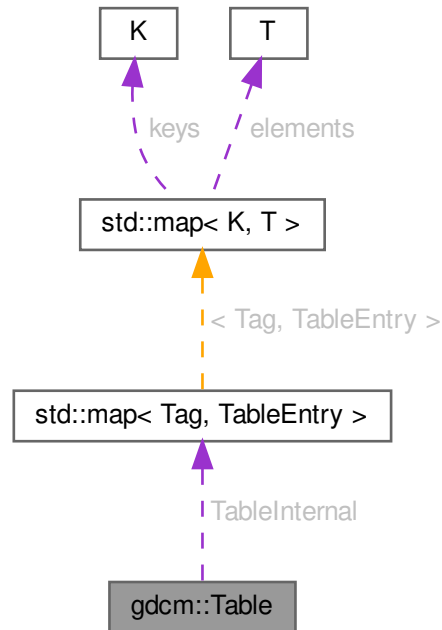 K
T
keys
elements
std::map< K, T >
< Tag, TableEntry >
std::map< Tag, TableEntry >
TableInternal
gdcm::Table